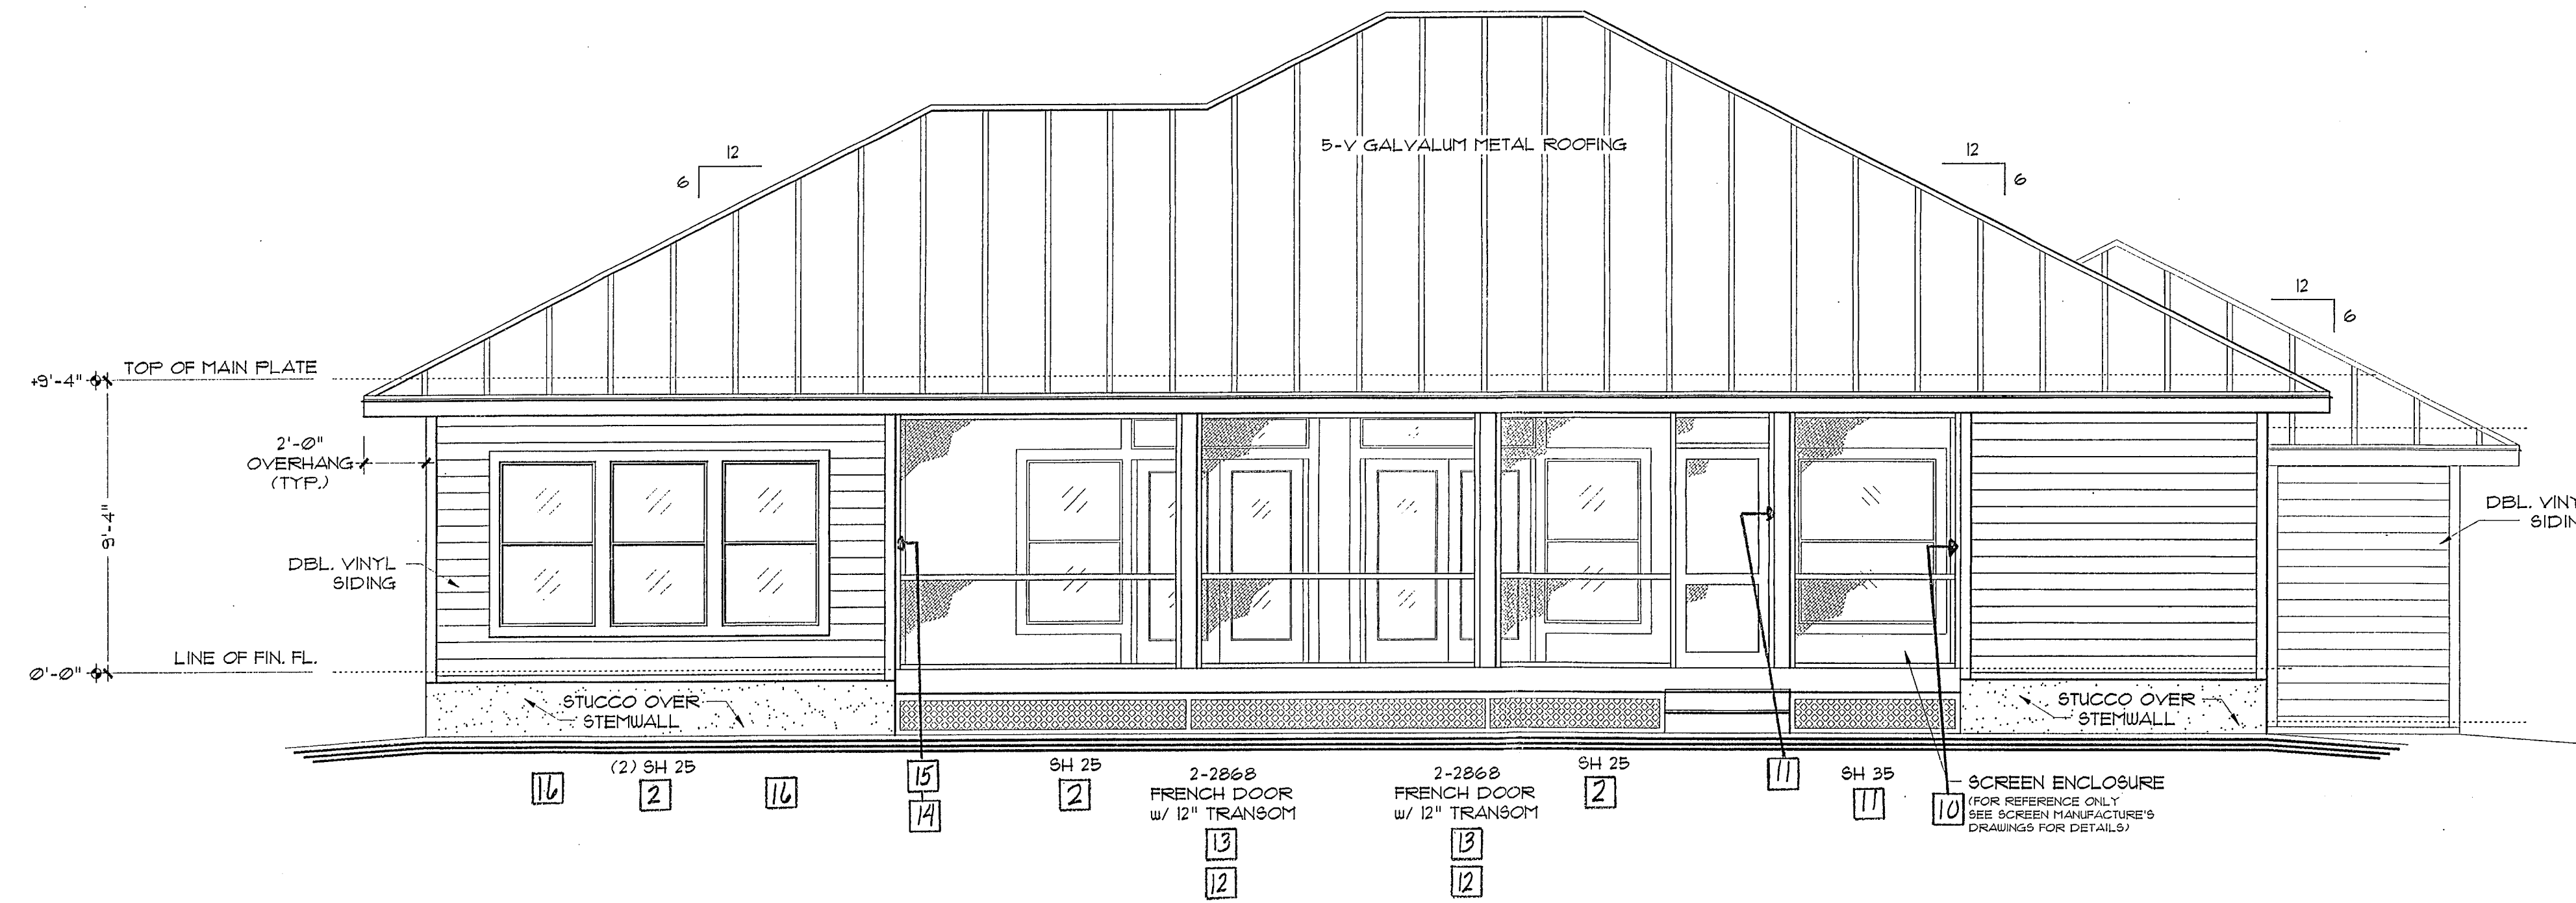 5-V GALVALUM METAL ROOFING
12
6
12
6
12
6
+9'-4"
TOP OF MAIN PLATE
2'-0"
OVERHANG
(TYP.)
9'-4"
DBL. VINYL
SIDING
DBL. VINY
SIDIN
0'-0"
LINE OF FIN. FL.
STUCCO OVER
STEMWALL
STUCCO OVER
STEMWALL
16
(2) SH 25
2
16
15
14
SH 25
2
2-2868
FRENCH DOOR
w/ 12" TRANSOM
13
12
2-2868
FRENCH DOOR
w/ 12" TRANSOM
13
12
SH 25
2
11
SH 35
11
10
SCREEN ENCLOSURE
(FOR REFERENCE ONLY
SEE SCREEN MANUFACTURE'S
DRAWINGS FOR DETAILS)